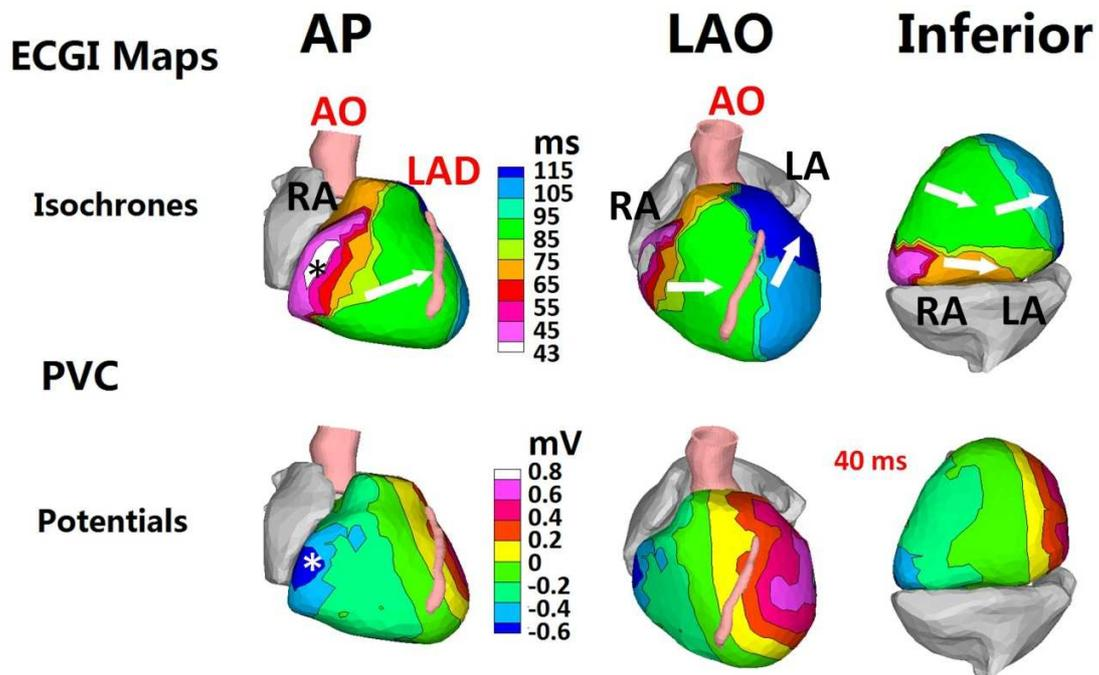 AP
LAO
Inferior
ECGI Maps
AO
AO
ms
LAD
LA
115
105
95
85
75
65
55
45
43
Isochrones
RA
RA
*
RA
LA
PVC
mV
0.8
0.6
0.4
0.2
0
-0.2
-0.4
-0.6
40 ms
Potentials
*